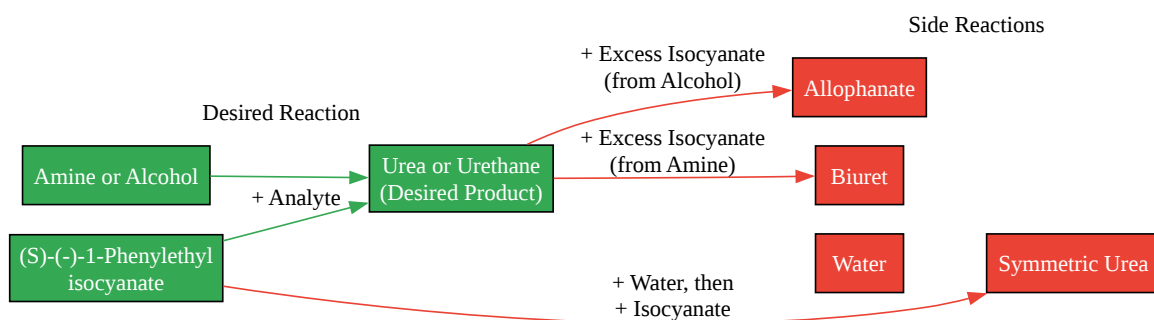 Side Reactions
+ Excess Isocyanate
(from Alcohol)
Allophanate
Desired Reaction
+ Excess Isocyanate
(from Amine)
Amine or Alcohol
Urea or Urethane
(Desired Product)
Biuret
+ Analyte
(S)-(-)-1-Phenylethyl
isocyanate
Water
Symmetric Urea
+ Water, then
+ Isocyanate